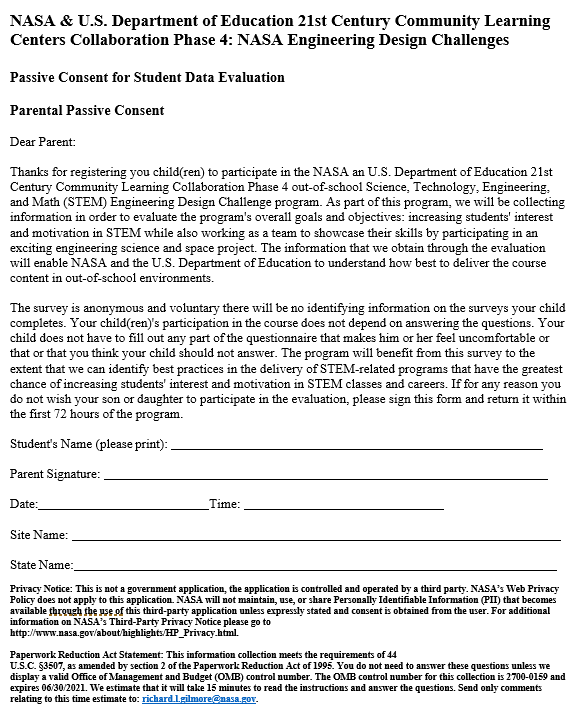 NASA & U.S. Department of Education 21st Century Community Learning
Centers Collaboration Phase 4: NASA Engineering Design Challenges
Passive Consent for Student Data Evaluation
Parental Passive Consent
Dear Parent:
Thanks for registering you child(ren) to participate in the NASA an U.S. Department of Education 21st
Century Community Learning Collaboration Phase 4 out-of-school Science, Technology, Engineering,
and Math (STEM) Engineering Design Challenge program. As part of this program, we will be collecting
information in order to evaluate the program's overall goals and objectives: increasing students' interest
and motivation in STEM while also working as a team to showcase their skills by participating in an
exciting engineering science and space project. The information that we obtain through the evaluation
will enable NASA and the U.S. Department of Education to understand how best to deliver the course
content in out-of-school environments.
The survey is anonymous and voluntary there will be no identifying information on the surveys your child
completes. Your child(ren)'s participation in the course does not depend on answering the questions. Your
child does not have to fill out any part of the questionnaire that makes him or her feel uncomfortable or
that or that you think your child should not answer. The program will benefit from this survey to the
extent that we can identify best practices in the delivery of STEM-related programs that have the greatest
chance of increasing students' interest and motivation in STEM classes and careers. If for any reason you
do not wish your son or daughter to participate in the evaluation, please sign this form and return it within
the first 72 hours of the program.
Student's Name (please print):
Parent Signature:
Date: Time:
Site Name:
State Name:
Privacy Notice: This is not a government application, the application is controlled and operated by a third party. NASA's Web Privacy
Policy does not apply to this application. NASA will not maintain, use, or share Personally Identifiable Information (PII) that becomes
available through the use of this third-party application unless expressly stated and consent is obtained from the user. For additional
information on NASA's Third-Party Privacy Notice please go to
http://www.nasa.gov/about/highlights/HP_Privacy.html.
Paperwork Reduction Act Statement: This information collection meets the requirements of 44
U.S.C. §3507, as amended by section 2 of the Paperwork Reduction Act of 1995. You do not need to answer these questions unless we
display a valid Office of Management and Budget (OMB) control number. The OMB control number for this collection is 2700-0159 and
expires 06/30/2021. We estimate that it will take 15 minutes to read the instructions and answer the questions. Send only comments
relating to this time estimate to: richard.l.gilmore@nasa.gov.